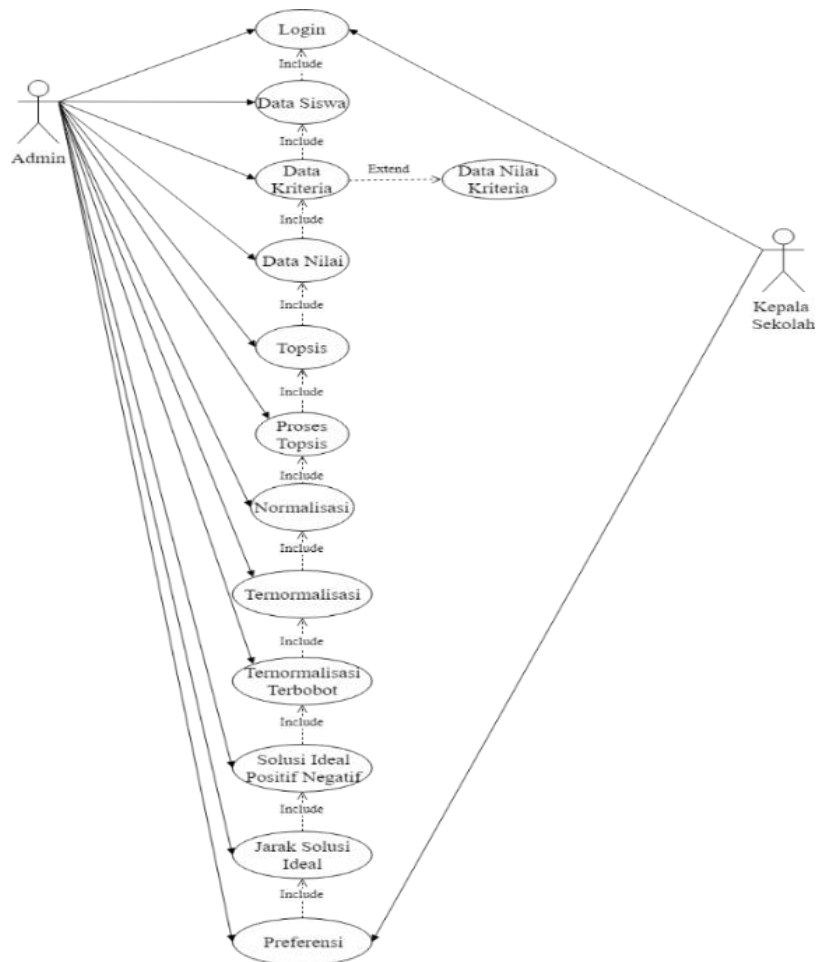 Login
Include
Data Siswa
Admin
Include
Data
Kriteria
Extend
Data Nilai
Kriteria
Include
Data Nilai
Kepala
Sekolah
Include
Topsis
Include
Proses
Topsis
Include
Normalisasi
Include
Ternormalisasi
Include
Ternormalisasi
Terbobot
Include
Solusi Ideal
Positif Negatif
Include
Jarak Solusi
Ideal
Include
Preferensi